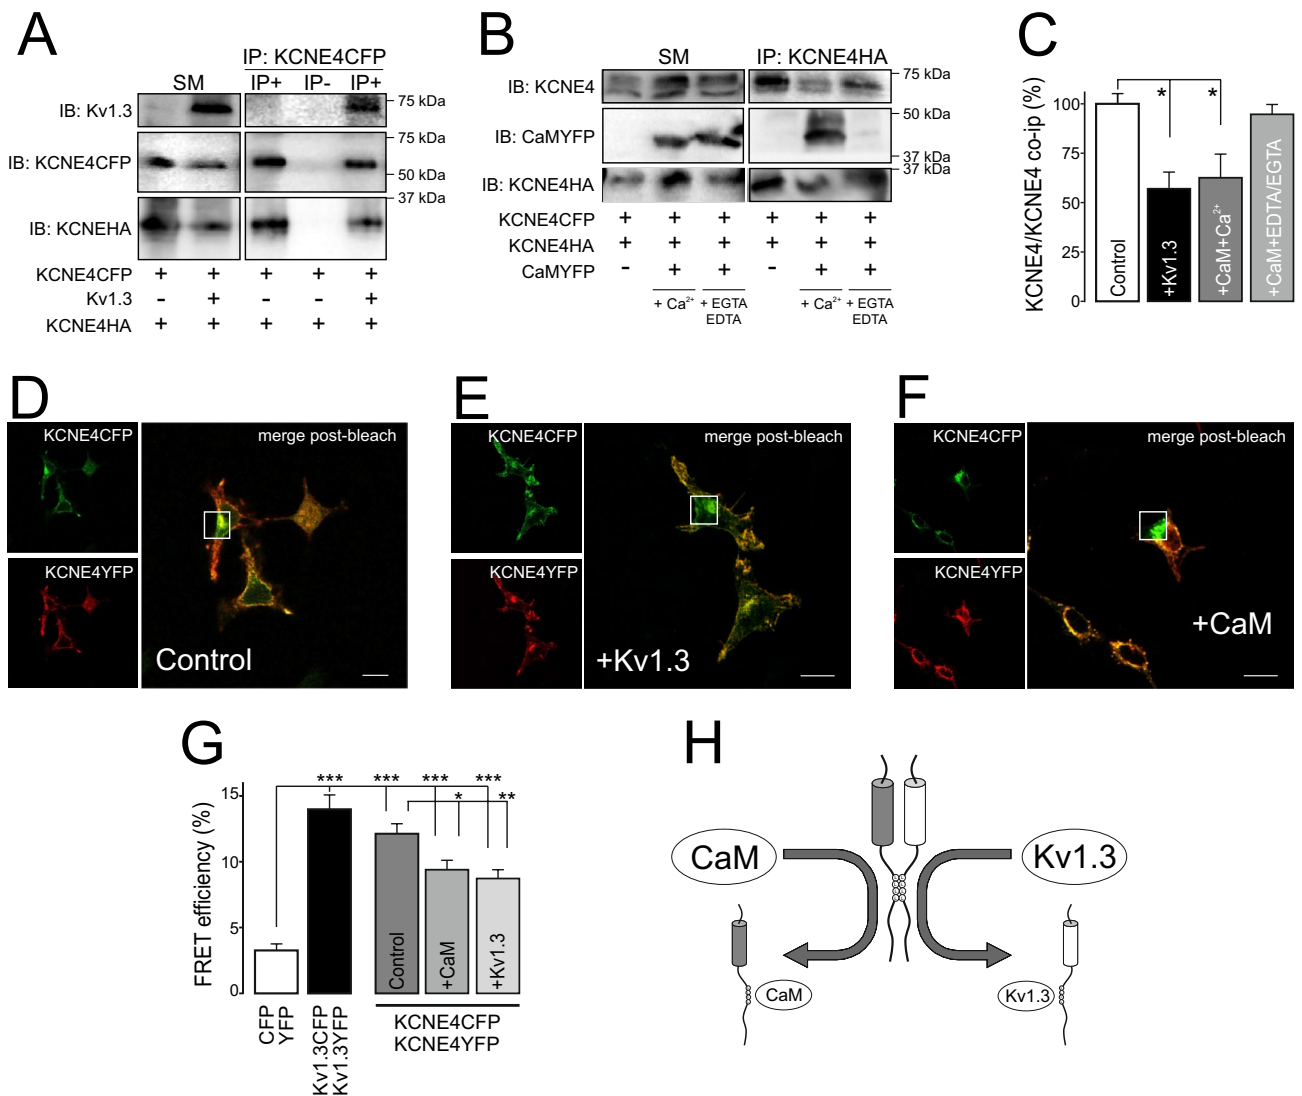 A
IP: KCNE4CFP
SM
IP+ IP- IP+
IB: Kv1.3
75 kDa
IB: KCNE4CFP
75 kDa
50 kDa
IB: KCNEHA
37 kDa
KCNE4CFP + + + + +
Kv1.3 - + - - +
KCNE4HA + + + + +
B
SM
IP: KCNE4HA
IB: KCNE4
75 kDa
IB: CaMYFP
50 kDa
37 kDa
IB: KCNE4HA
37 kDa
KCNE4CFP + + + + + +
KCNE4HA + + + + + +
CaMYFP - + + - + +
+ Ca2+ + EGTA EDTA + Ca2+ + EGTA EDTA
C
KCNE4/KCNE4 co-ip (%)
100
75
50
25
0
* *
Control
+Kv1.3
+CaM+Ca2+
+CaM+EDTA/EGTA
D
KCNE4CFP
KCNE4YFP
merge post-bleach
Control
E
KCNE4CFP
KCNE4YFP
merge post-bleach
+Kv1.3
F
KCNE4CFP
KCNE4YFP
merge post-bleach
+CaM
G
FRET efficiency (%)
15
10
5
0
*** *** *** ***
* **
Control
+CaM
+Kv1.3
CFP
YFP
Kv1.3CFP
Kv1.3YFP
KCNE4CFP
KCNE4YFP
H
CaM
Kv1.3
CaM
Kv1.3